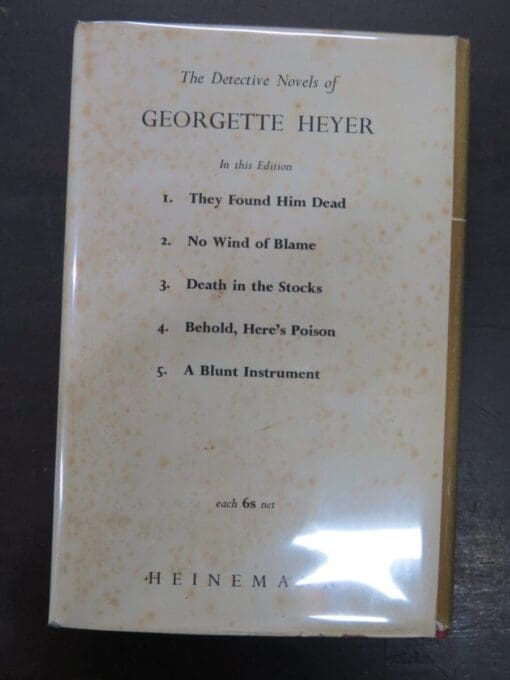 The Detective Novels of
GEORGETTE HEYER
In this Edition
1. They Found Him Dead
2. No Wind of Blame
3. Death in the Stocks
4. Behold, Here's Poison
5. A Blunt Instrument
each 6s net